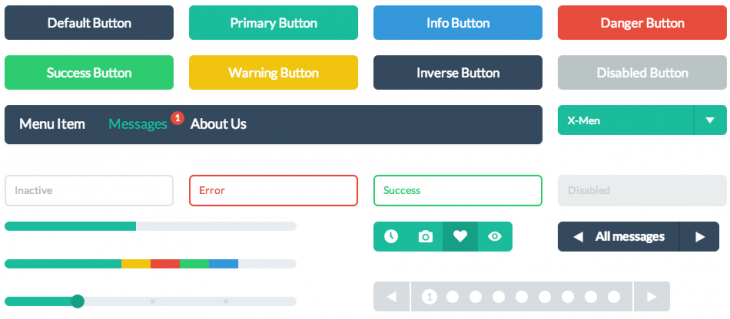 Default Button
Primary Button
Info Button
Danger Button
Success Button
Warning Button
Inverse Button
Disabled Button
Menu Item
Messages
1
About Us
X-Men
Inactive
Error
Success
Disabled
All messages
1